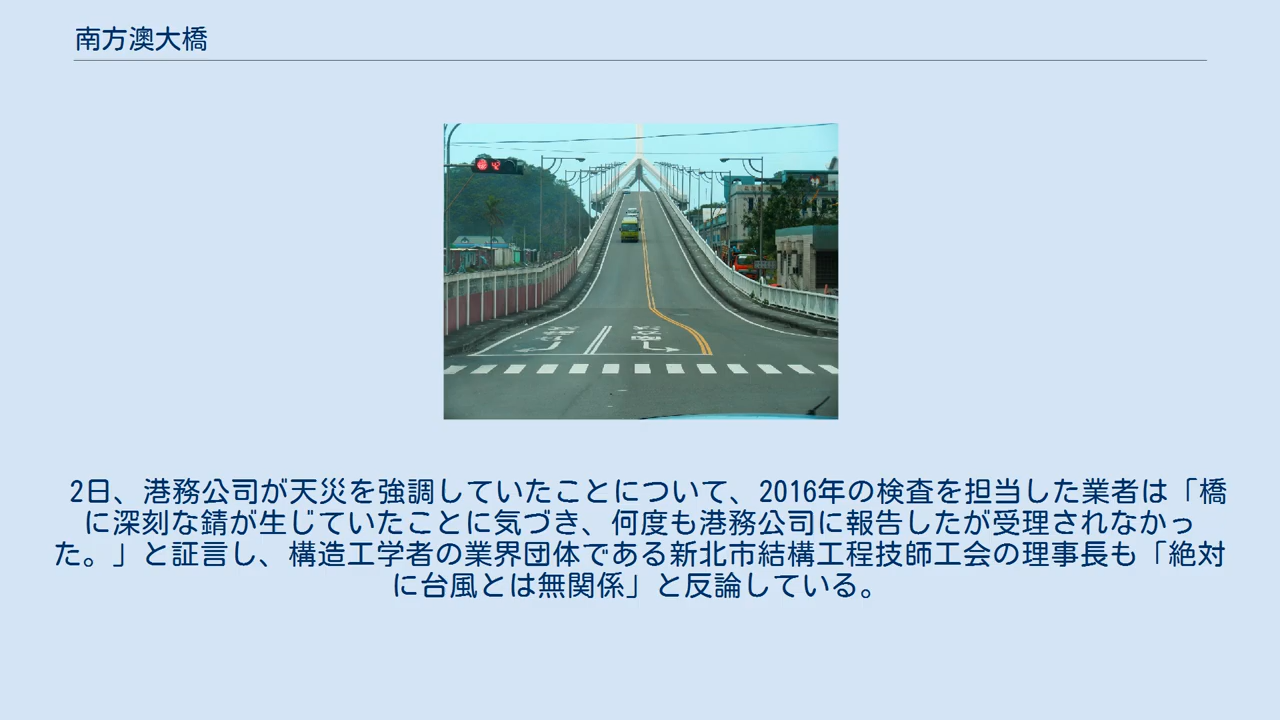 南方澳大橋
2日、港務公司が天災を強調していたことについて、2016年の検査を担当した業者は「橋
に深刻な錆が生じていたことに気づき、何度も港務公司に報告したが受理されなかっ
た。」と証言し、構造工学者の業界団体である新北市結構工程技師工会の理事長も「絶対
に台風とは無関係」と反論している。